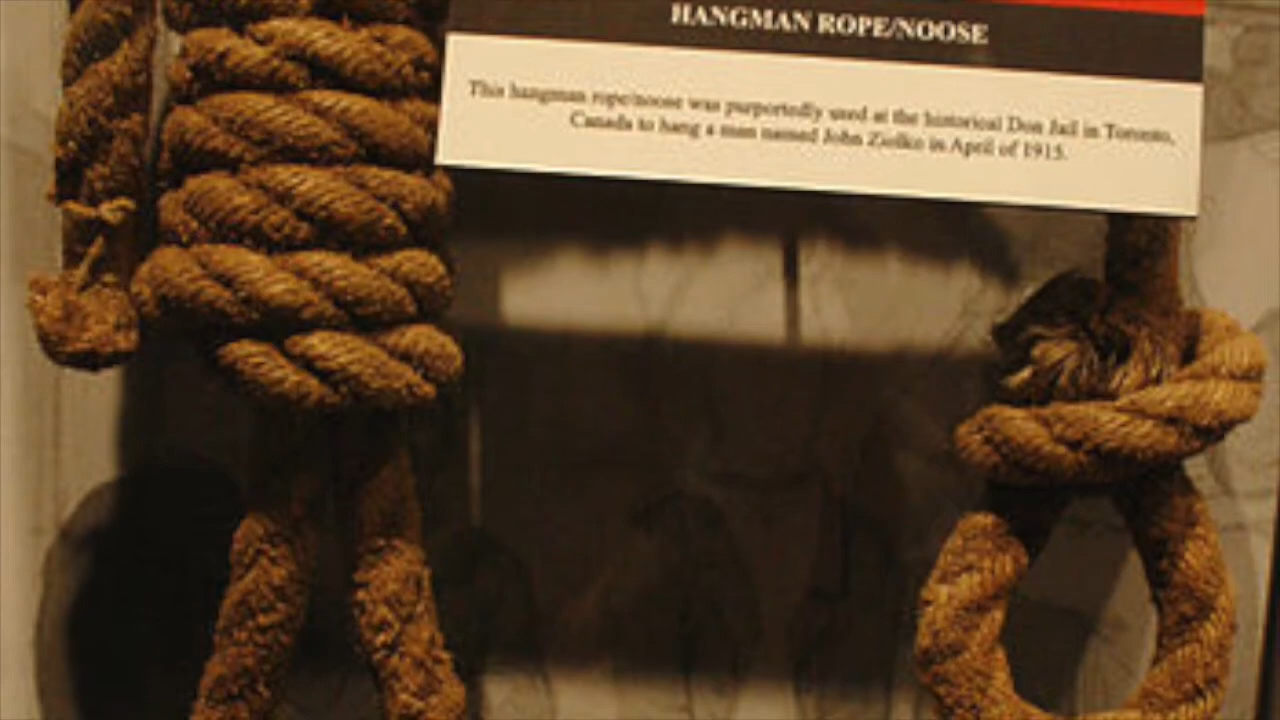 HANGMAN ROPE/NOOSE
This hangman rope/noose was purportedly used at the historical Don Jail in Toronto,
Canada to hang a man named John Ziolko in April of 1915.